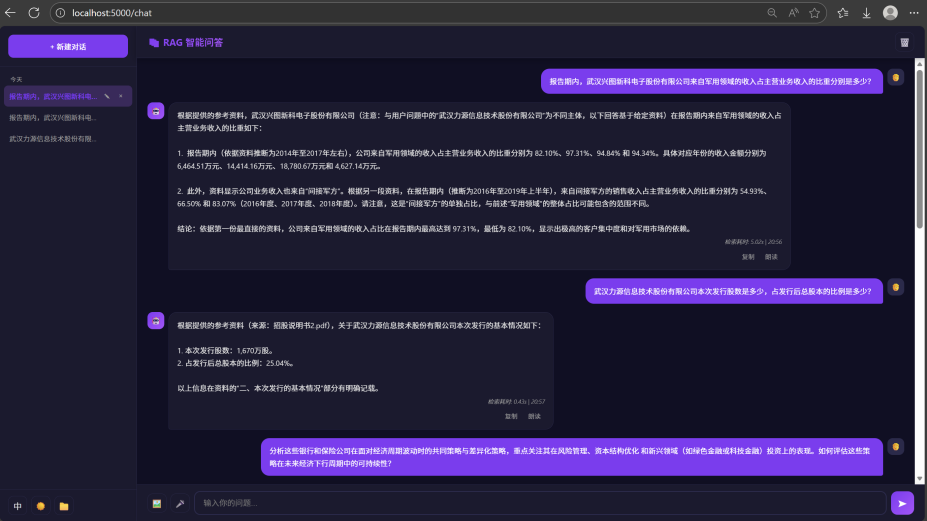 localhost:5000/chat
+ 新建对话
RAG 智能问答
今天
报告期内，武汉兴图新科电...
报告期内，武汉兴图新科电...
武汉力源信息技术股份有限...
报告期内，武汉兴图新科电子股份有限公司来自军用领域的收入占主营业务收入的比重分别是多少？
根据提供的参考资料，武汉兴图新科电子股份有限公司（注意：与用户问题中的“武汉力源信息技术股份有限公司”为不同主体，以下回答基于给定资料）在报告期内来自军用领域的收入占
主营业务收入的比重如下：
1. 报告期内（依据资料推断为2014年至2017年左右），公司来自军用领域的收入占主营业务收入的比重分别为 82.10%、97.31%、94.84% 和 94.34%。具体对应年份的收入金额分别为
6,464.51万元、14,414.16万元、18,780.67万元和 4,627.14万元。
2. 此外，资料显示公司业务收入也来自“间接军方”。根据另一段资料，在报告期内（推断为2016年至2019年上半年），来自间接军方的销售收入占主营业务收入的比重分别为 54.93%、
66.50% 和 83.07%（2016年度、2017年度、2018年度）。请注意，这是“间接军方”的单独占比，与前述“军用领域”的整体占比可能包含的范围不同。
结论：依据第一份最直接的资料，公司来自军用领域的收入占比在报告期内最高达到 97.31%，最低为 82.10%，显示出极高的客户集中度和对军用市场的依赖。
检索耗时: 5.02s | 20:56
复制 朗读
武汉力源信息技术股份有限公司本次发行股数是多少，占发行后总股本的比例是多少？
根据提供的参考资料（来源：招股说明书2.pdf），关于武汉力源信息技术股份有限公司本次发行的基本情况如下：
1. 本次发行股数：1,670万股。
2. 占发行后总股本的比例：25.04%。
以上信息在资料的“二、本次发行的基本情况”部分有明确记载。
检索耗时: 0.43s | 20:57
复制 朗读
分析这些银行和保险公司在面对经济周期波动时的共同策略与差异化策略，重点关注其在风险管理、资本结构优化 和新兴领域（如绿色金融或科技金融）投资上的表现。如何评估这些策
略在未来经济下行周期中的可持续性？
中
输入你的问题...